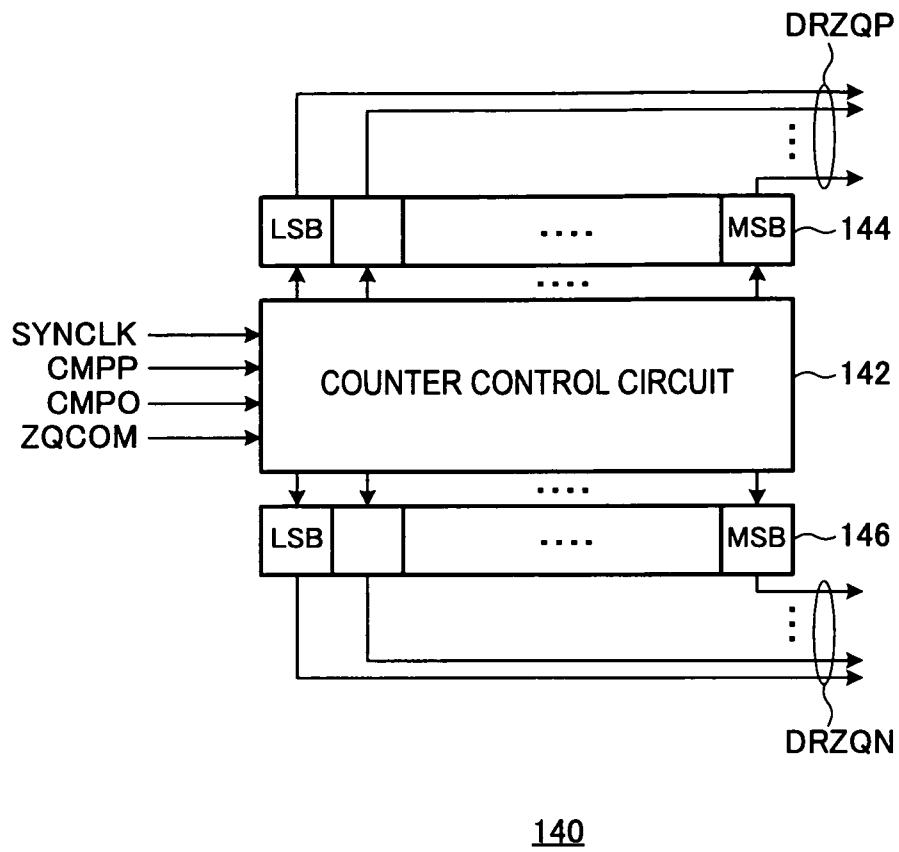 DRZQP
LSB
....
MSB
144
....
SYNCLK
CMPP
CMPO
ZQCOM
COUNTER CONTROL CIRCUIT
142
....
LSB
....
MSB
146
DRZQN
140